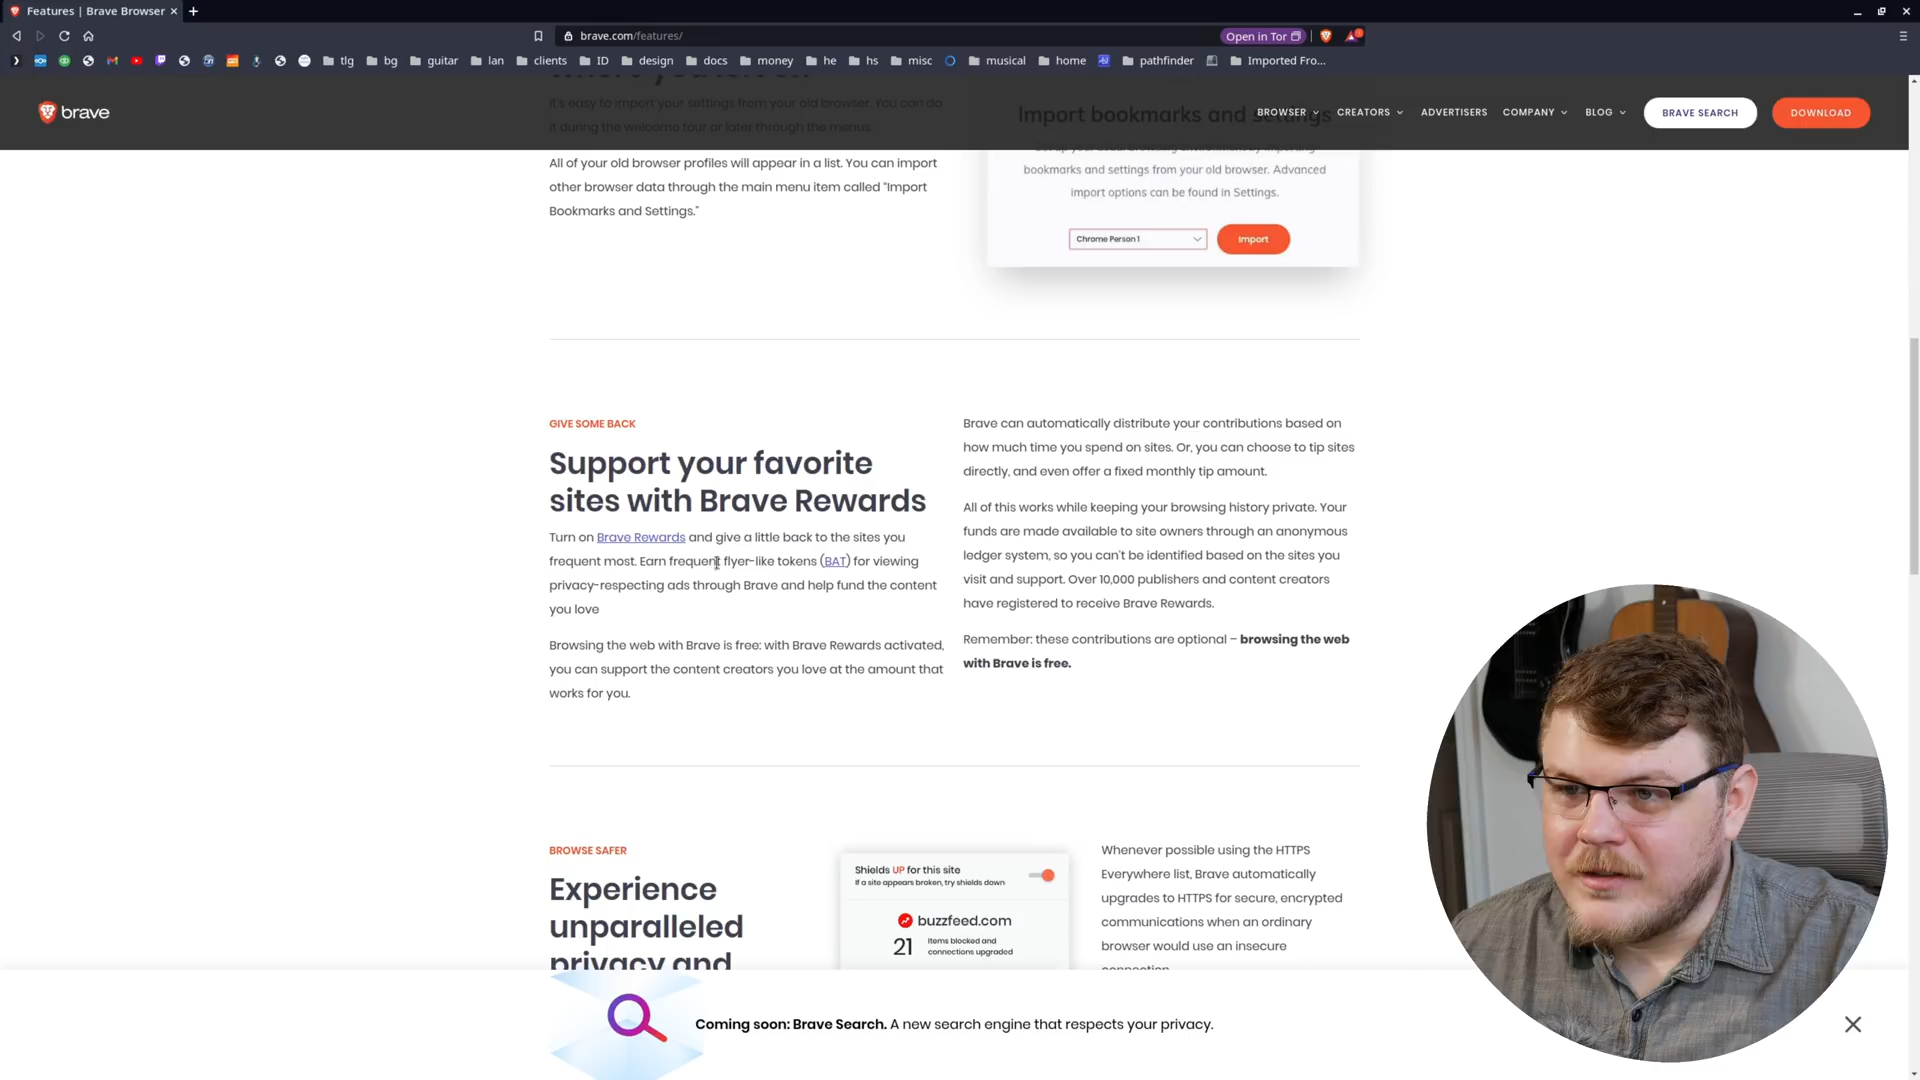 Features | Brave Browser
brave.com/features/
Open in Tor
tlg bg guitar lan clients ID design docs money he hs misc musical home pathfinder Imported Fro...
brave
BROWSER CREATORS ADVERTISERS COMPANY BLOG BRAVE SEARCH DOWNLOAD
It's easy to import your settings from your old browser. You can do
it during the welcome tour or later through the menus.
All of your old browser profiles will appear in a list. You can import
other browser data through the main menu item called “Import
Bookmarks and Settings.”
Import bookmarks and settings
bookmarks and settings from your old browser. Advanced
import options can be found in Settings.
Chrome Person 1
Import
GIVE SOME BACK
Support your favorite
sites with Brave Rewards
Turn on Brave Rewards and give a little back to the sites you
frequent most. Earn frequent flyer-like tokens (BAT) for viewing
privacy-respecting ads through Brave and help fund the content
you love
Browsing the web with Brave is free: with Brave Rewards activated,
you can support the content creators you love at the amount that
works for you.
Brave can automatically distribute your contributions based on
how much time you spend on sites. Or, you can choose to tip sites
directly, and even offer a fixed monthly tip amount.
All of this works while keeping your browsing history private. Your
funds are made available to site owners through an anonymous
ledger system, so you can't be identified based on the sites you
visit and support. Over 10,000 publishers and content creators
have registered to receive Brave Rewards.
Remember: these contributions are optional – browsing the web
with Brave is free.
BROWSE SAFER
Experience
unparalleled
privacy and
Shields UP for this site
If a site appears broken, try shields down
buzzfeed.com
21
Items blocked and
connections upgraded
Whenever possible using the HTTPS
Everywhere list, Brave automatically
upgrades to HTTPS for secure, encrypted
communications when an ordinary
browser would use an insecure
connection.
Coming soon: Brave Search. A new search engine that respects your privacy.